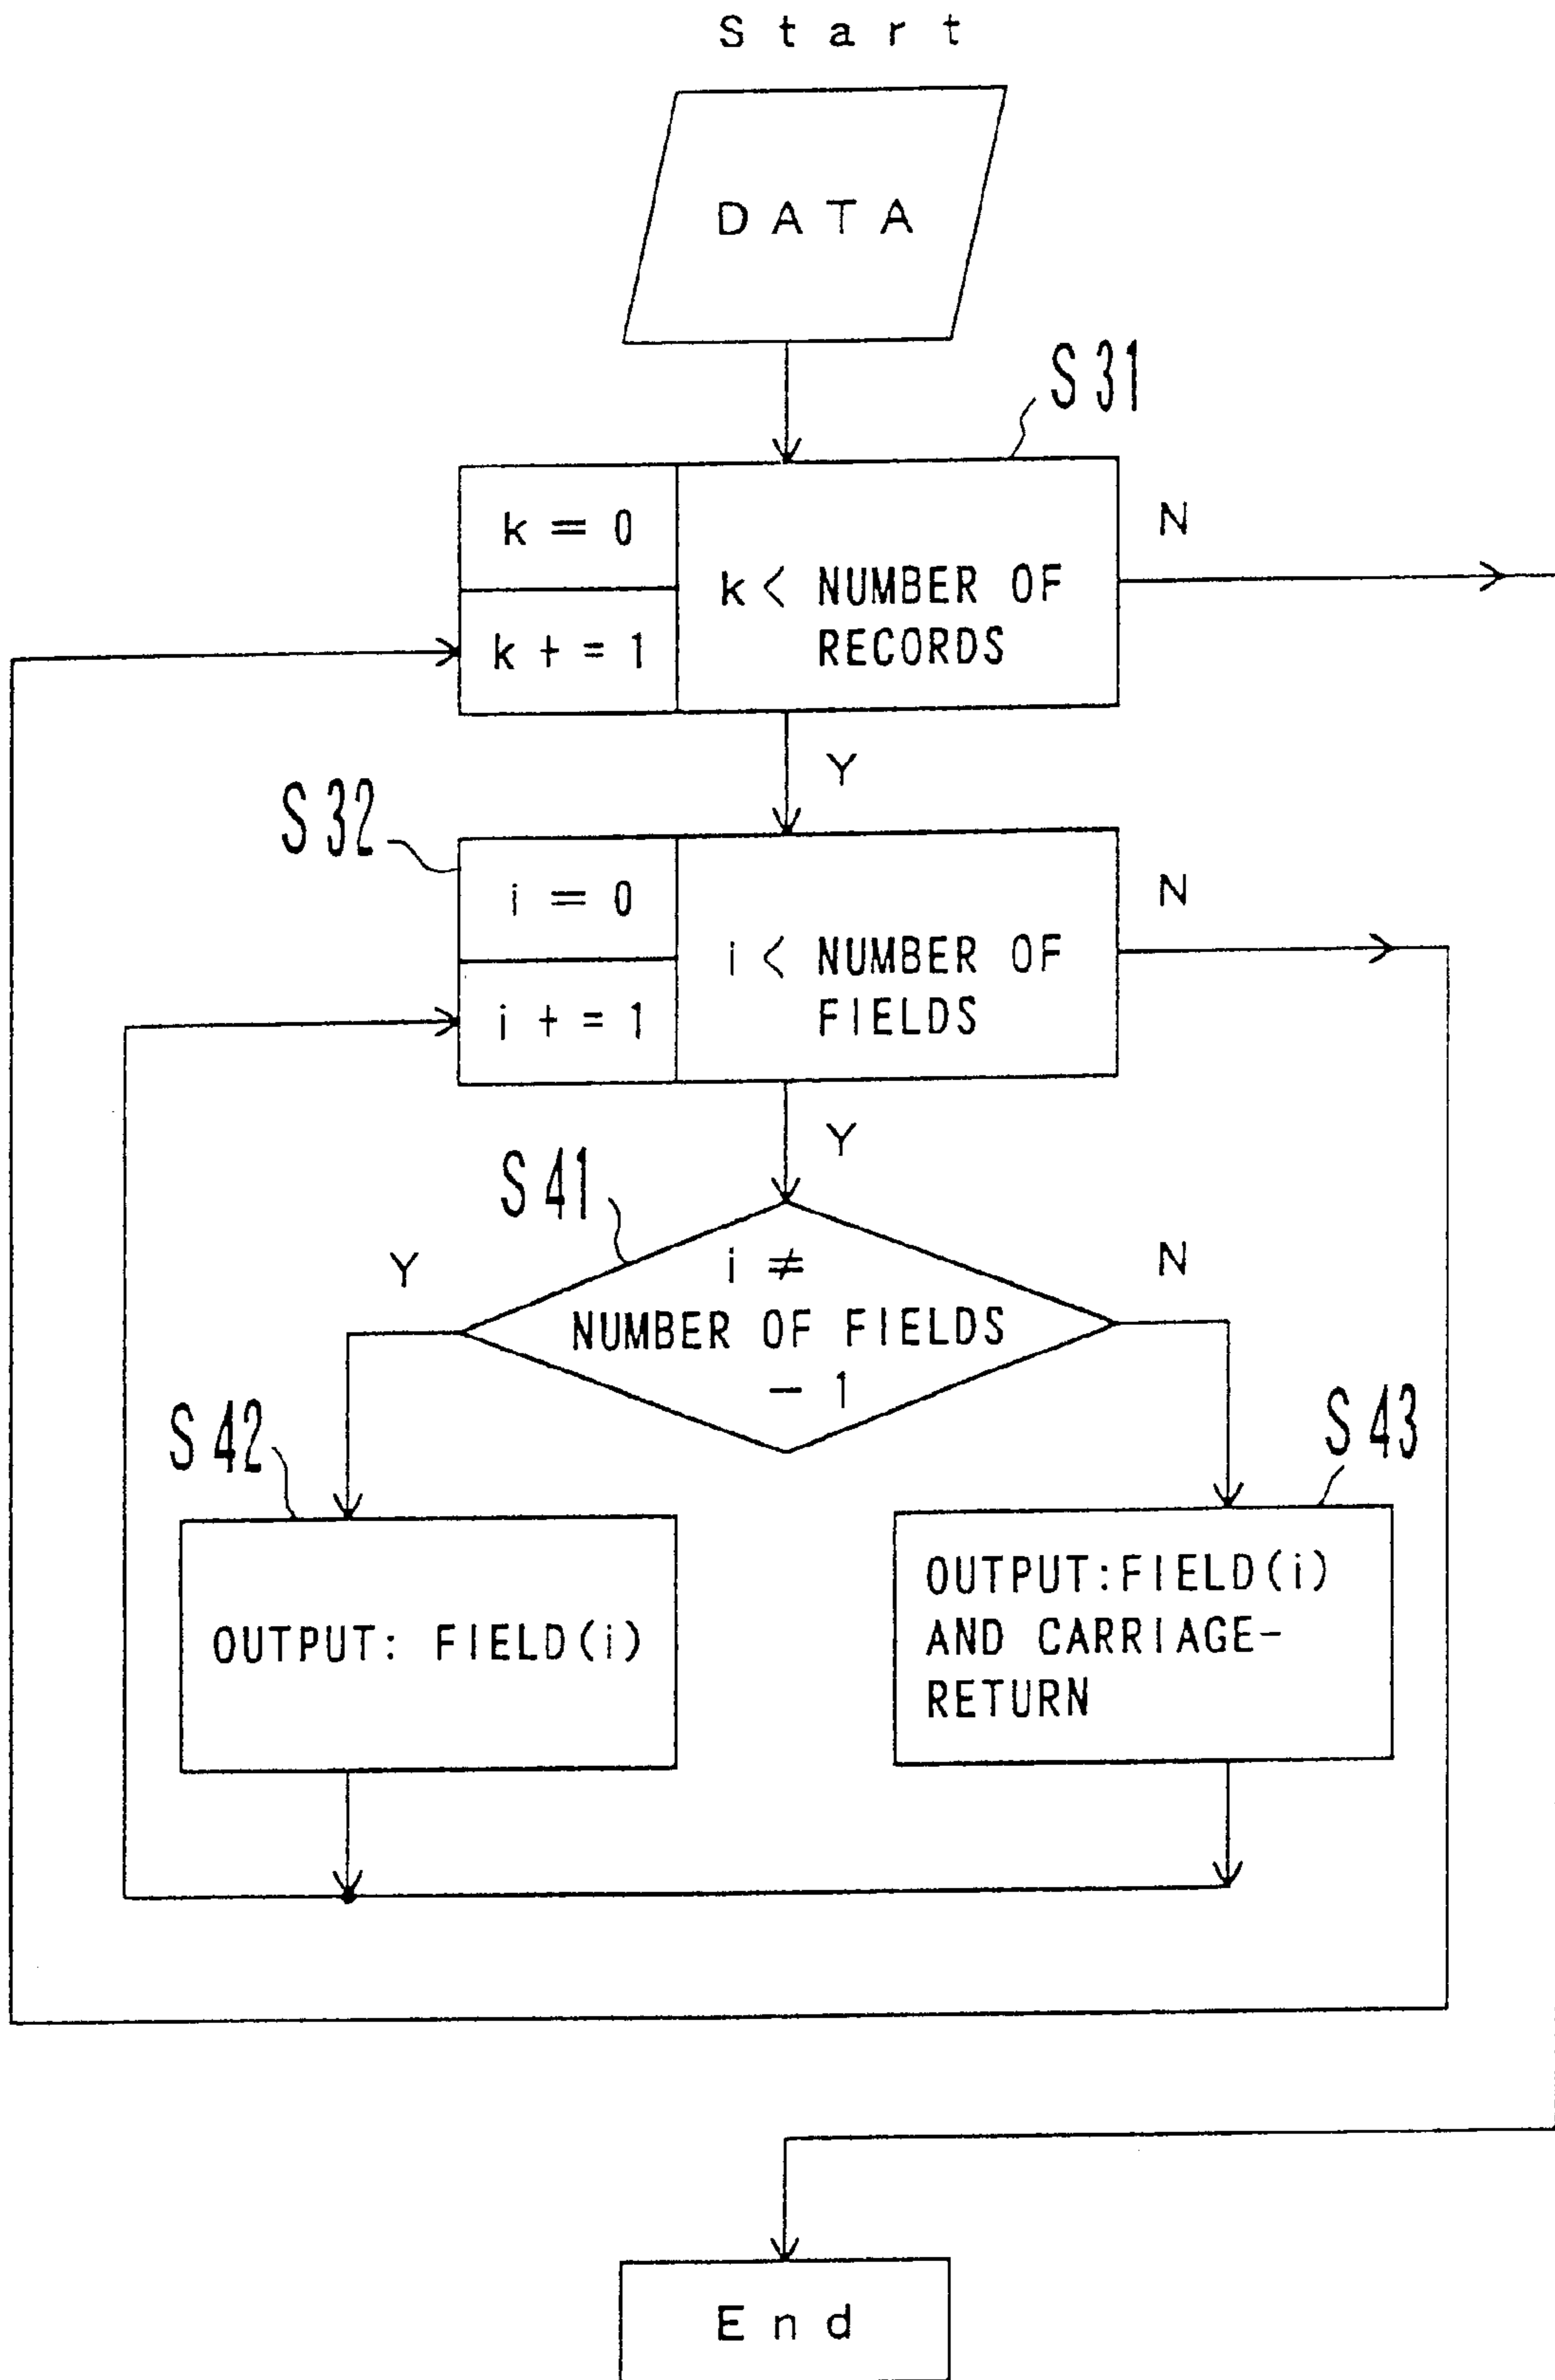 Start
DATA
S31
k = 0
k < NUMBER OF
RECORDS
k += 1
N
Y
S32
i = 0
i < NUMBER OF
FIELDS
i += 1
N
Y
S41
i ≠
NUMBER OF FIELDS
- 1
Y
N
S42
S43
OUTPUT: FIELD(i)
OUTPUT:FIELD(i)
AND CARRIAGE-
RETURN
End